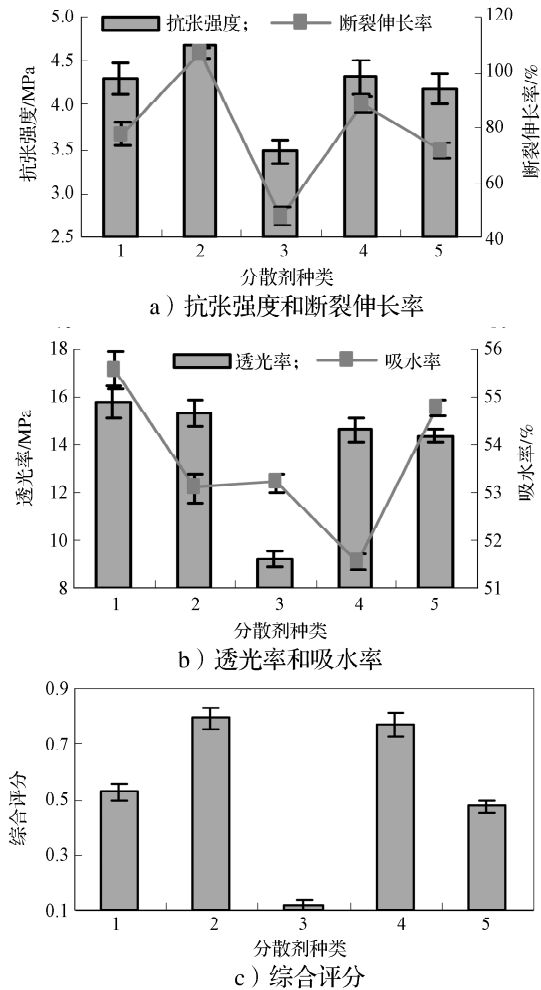 抗张强度； 断裂伸长率
抗张强度/MPa
5.0
4.5
4.0
3.5
3.0
2.5
120
100
80
60
40
断裂伸长率/%
1 2 3 4 5
分散剂种类
a）抗张强度和断裂伸长率
透光率； 吸水率
透光率/MPa
18
16
14
12
10
8
56
55
54
53
52
51
吸水率/%
1 2 3 4 5
分散剂种类
b）透光率和吸水率
综合评分
0.9
0.7
0.5
0.3
0.1
1 2 3 4 5
分散剂种类
c）综合评分